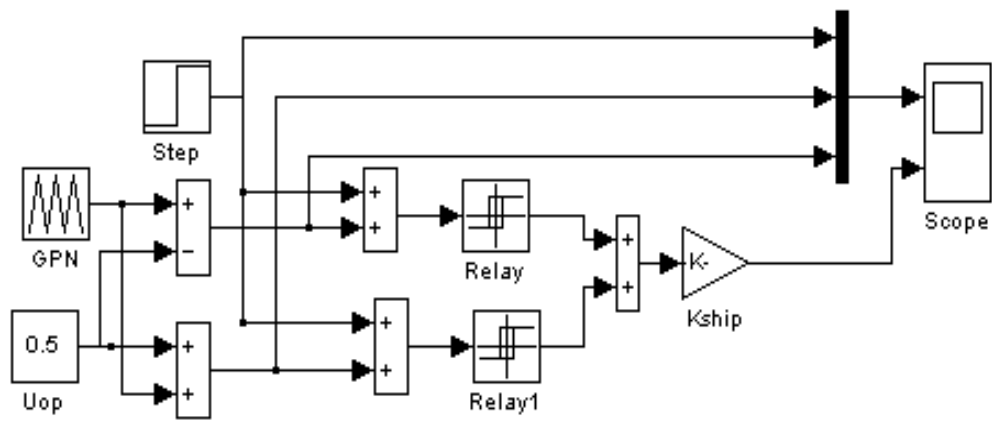 Step
GPN
+
−
+
+
Relay
+
+
K-
Kship
Scope
0.5
Uop
+
+
+
+
Relay1